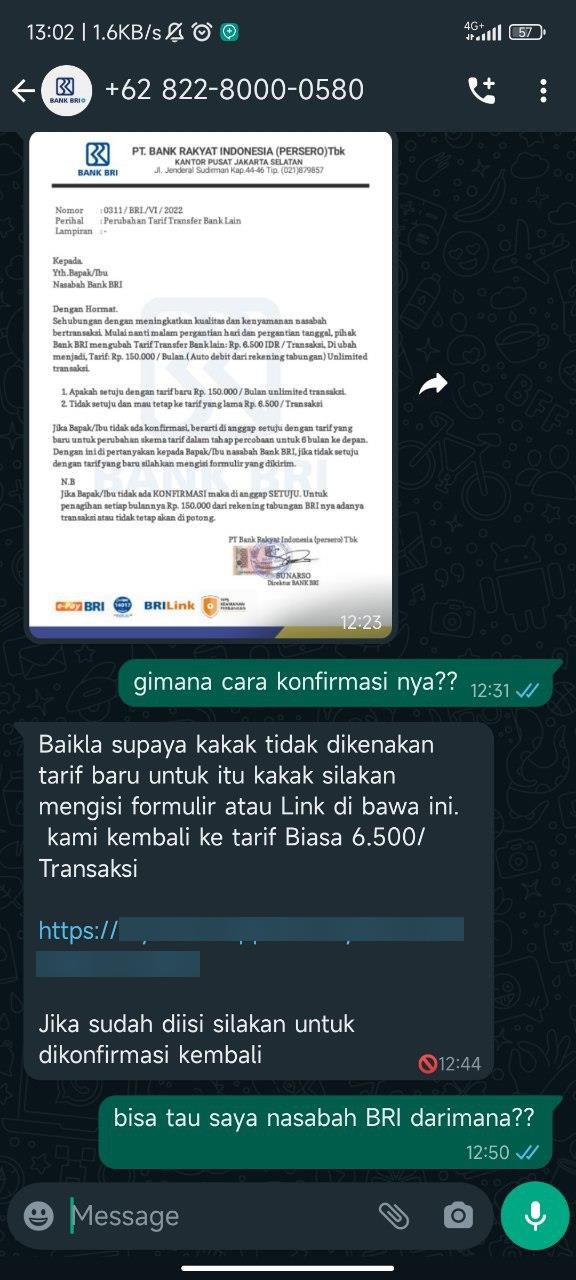 13:02 | 1.6KB/s
4G+
57
BANK BRI
+62 822-8000-0580
BANK BRI
PT. BANK RAKYAT INDONESIA (PERSERO)Tbk
KANTOR PUSAT JAKARTA SELATAN
Jl. Jenderal Sudirman Kap.44-46 Tip. (021)879857
Nomor : 0311 / BRI./VI / 2022
Perihal : Perubahan Tarif Transfer Bank Lain
Lampiran : -
Kepada.
Yth.Bapak/Ibu
Nasabah Bank BRI
Dengan Hormat.
Sehubungan dengan meningkatkan kualitas dan kenyamanan nasabah
bertransaksi. Mulai nanti malam pergantian hari dan pergantian tanggal, pihak
Bank BRI mengubah Tarif Transfer Bank lain: Rp. 6.500 IDR / Transaksi, Di ubah
menjadi, Tarif: Rp. 150.000 / Bulan.( Auto debit dari rekening tabungan) Unlimited
transaksi.
1. Apakah setuju dengan tarif baru Rp. 150.000 / Bulan unlimited transaksi.
2. Tidak setuju dan mau tetap ke tarif yang lama Rp. 6.500 / Transaksi
Jika Bapak/Ibu tidak ada konfirmasi, berarti di anggap setuju dengan tarif yang
baru untuk perubahan skema tarif dalam tahap percobaan untuk 6 bulan ke depan.
Dengan ini di pertanyakan kepada Bapak/Ibu nasabah Bank BRI, jika tidak setuju
dengan tarif yang baru silahkan mengisi formulir yang dikirim.
BANK BRI
N.B
Jika Bapak/Ibu tidak ada KONFIRMASI maka di anggap SETUJU. Untuk
penagihan setiap bulannya Rp. 150.000 dari rekening tabungan BRI nya adanya
transaksi atau tidak tetap akan di potong.
PT Bank Rakyat Indonesia (persero) Tbk
SUNARSO
Direktur BANK BRI
e-Pay BRI
14017
BRILink
12:23
gimana cara konfirmasi nya?? 12:31
Baikla supaya kakak tidak dikenakan
tarif baru untuk itu kakak silakan
mengisi formulir atau Link di bawa ini.
kami kembali ke tarif Biasa 6.500/
Transaksi
https://
Jika sudah diisi silakan untuk
dikonfirmasi kembali
12:44
bisa tau saya nasabah BRI darimana??
12:50
Message